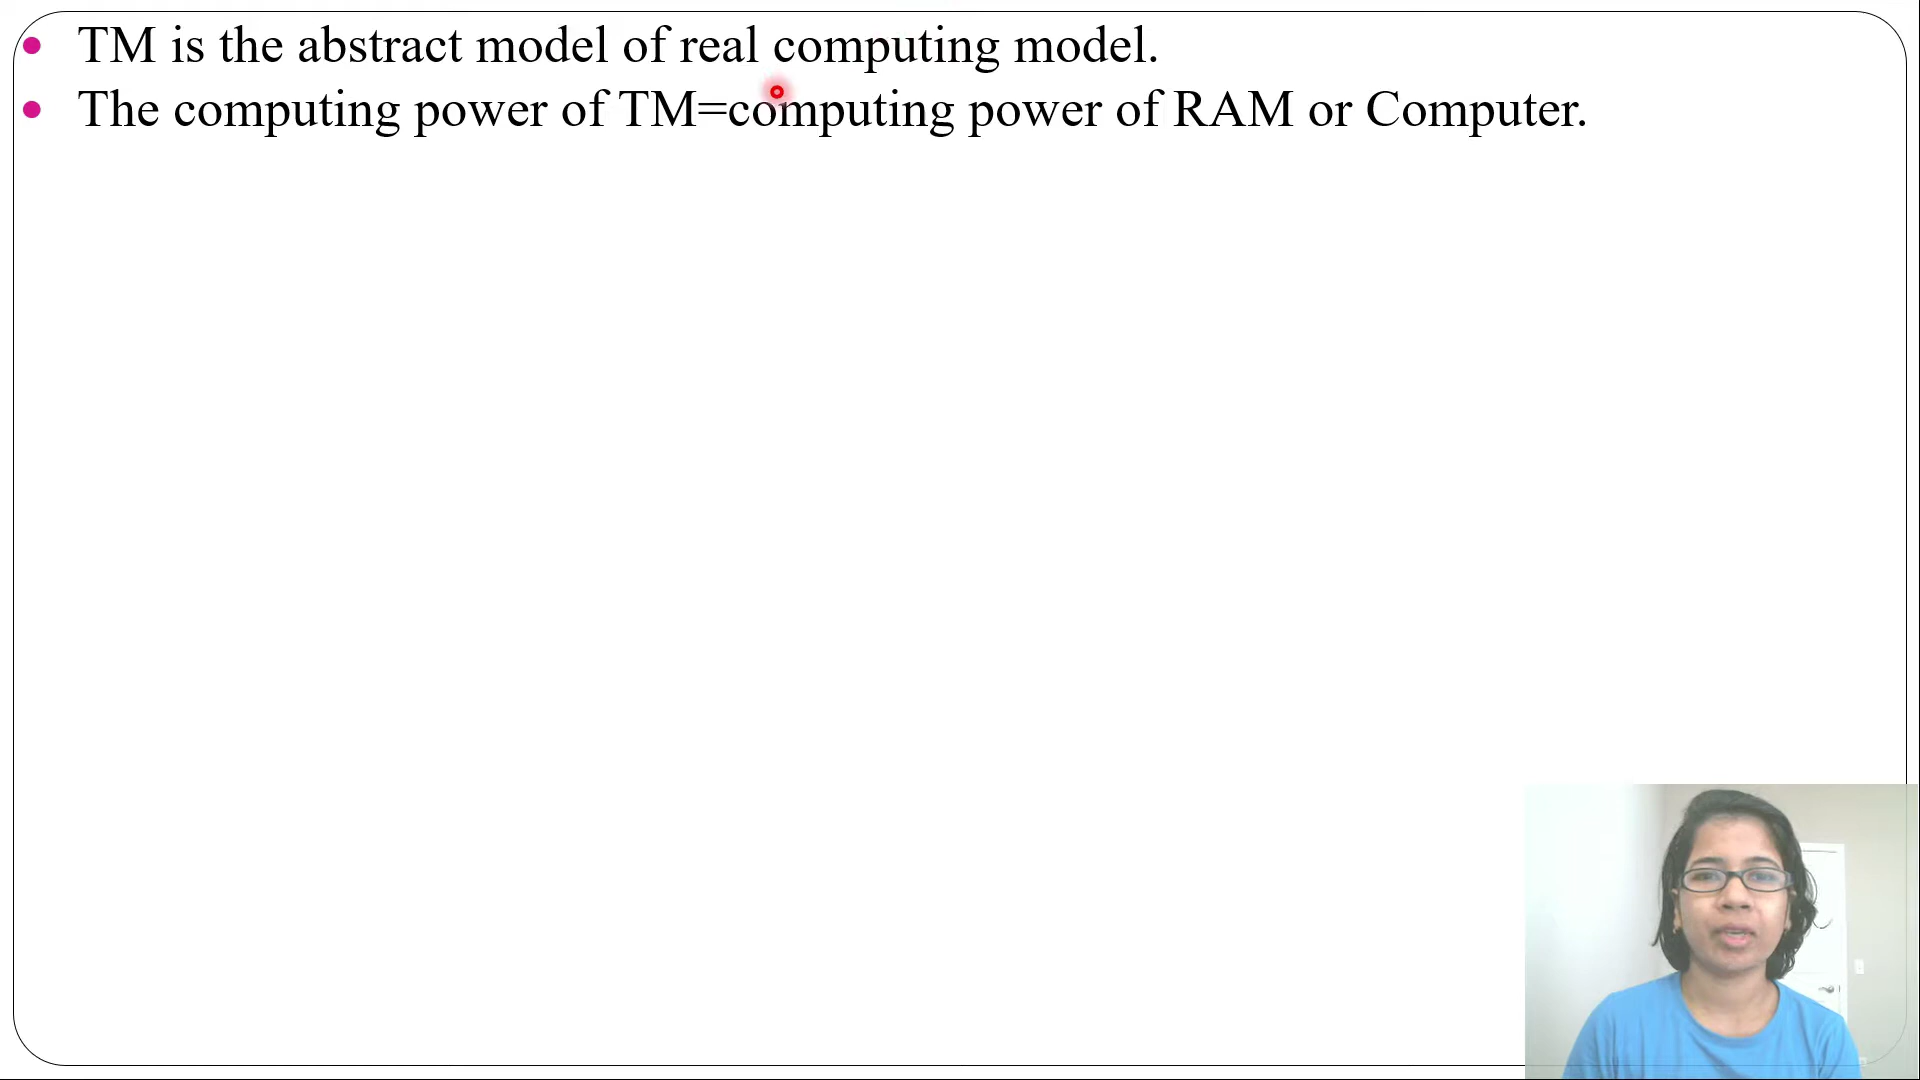 TM is the abstract model of real computing model.
The computing power of TM=computing power of RAM or Computer.